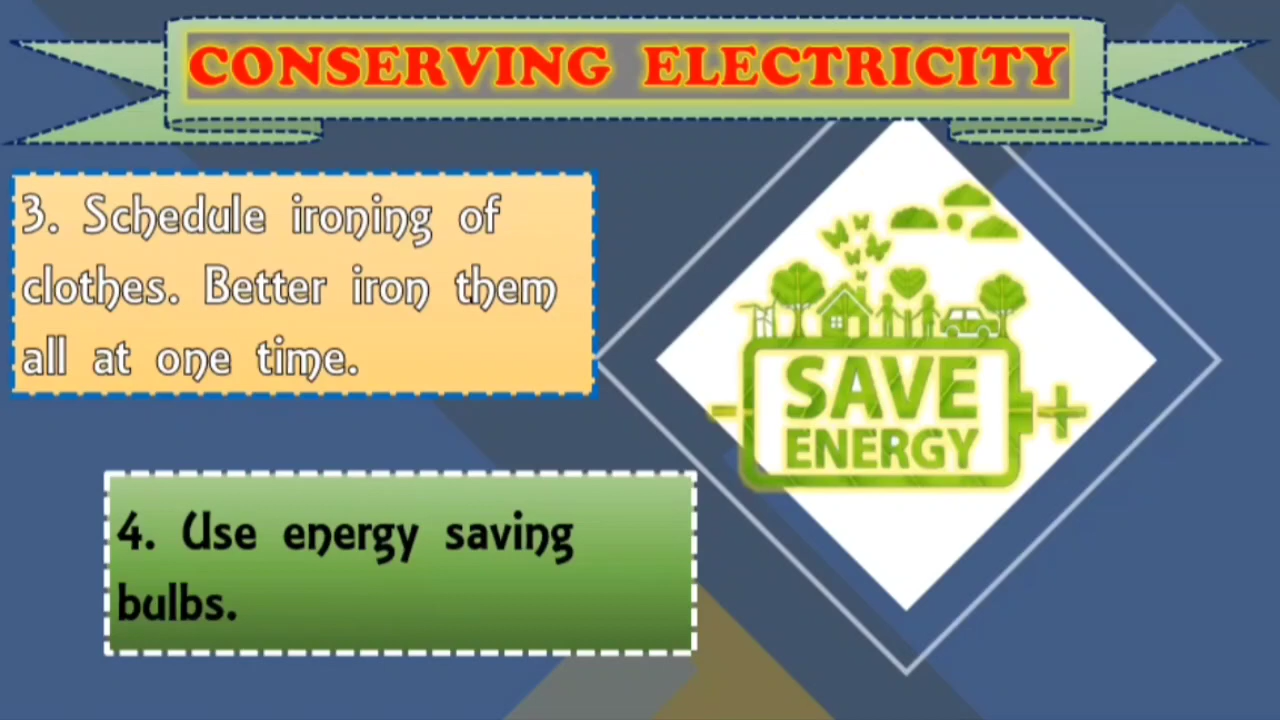 CONSERVING ELECTRICITY
3. Schedule ironing of
clothes. Better iron them
all at one time.
SAVE
ENERGY
4. Use energy saving
bulbs.